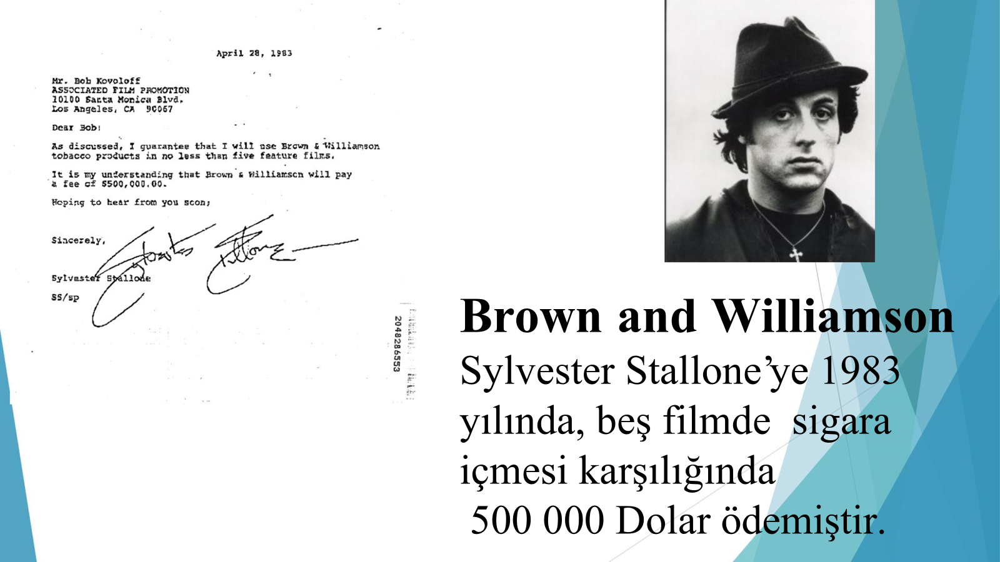 April 28, 1983
Mr. Bob Kovoloff
ASSOCIATED FILM PROMOTION
10100 Santa Monica Blvd.
Los Angeles, CA 90067
Dear Bob:
As discussed, I guarantee that I will use Brown & Williamson
tobacco products in no less than five feature films.
It is my understanding that Brown & Williamson will pay
a fee of $500,000.00.
Hoping to hear from you soon;
Sincerely,
Sylvester Stallone
Sylvester Stallone
SS/sp
2048286553
Brown and Williamson
Sylvester Stallone’ye 1983
yılında, beş filmde sigara
içmesi karşılığında
500 000 Dolar ödemiştir.